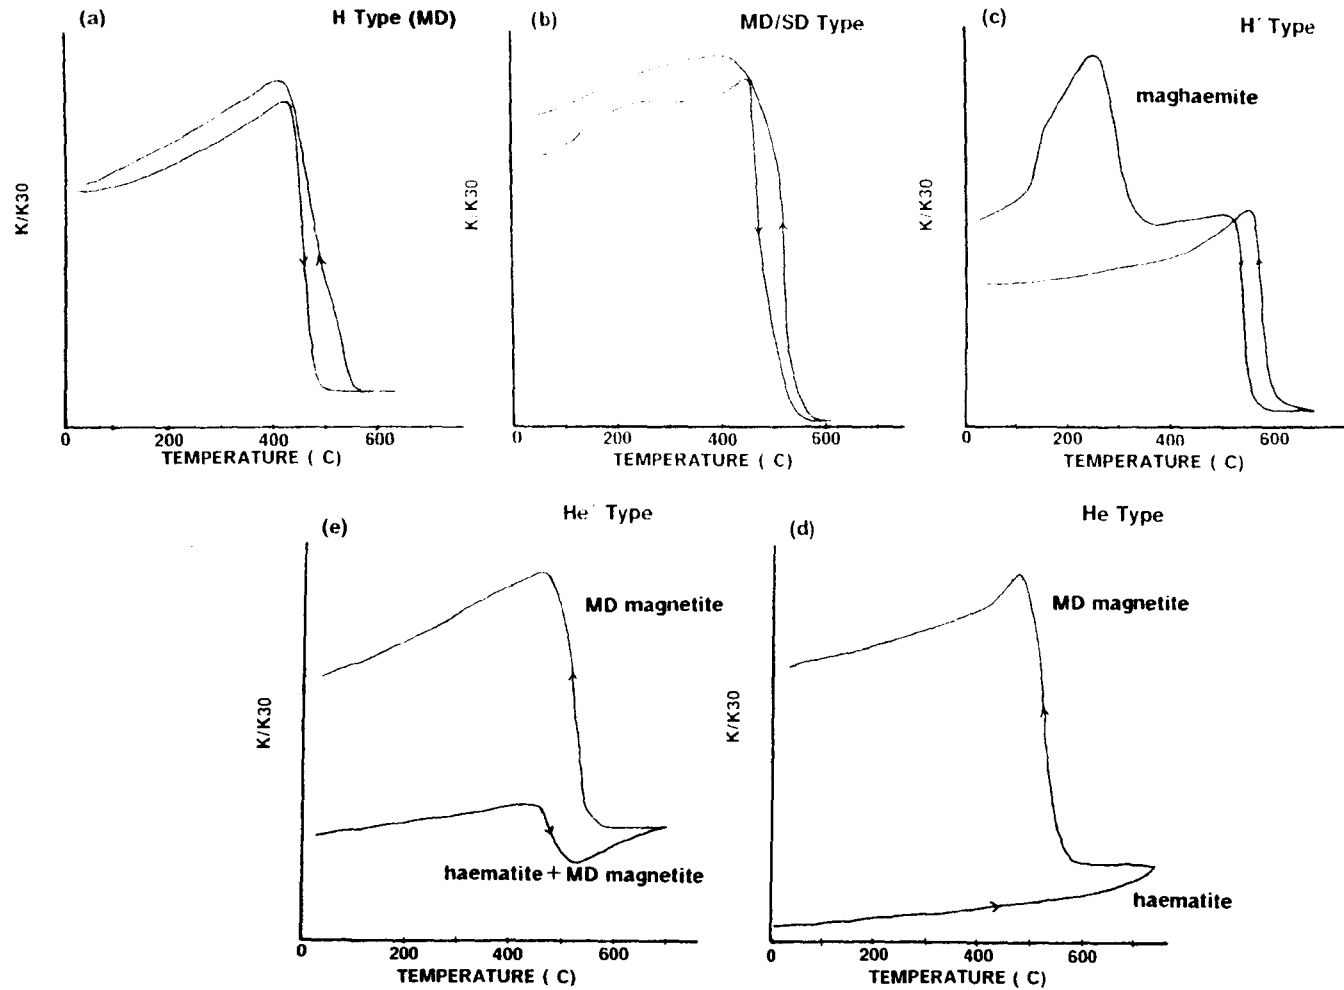 (a)
H Type (MD)
K/K30
0 200 400 600
TEMPERATURE ( C)
(b)
MD/SD Type
K/K30
0 200 400 600
TEMPERATURE ( C)
(c)
H´ Type
maghaemite
K/K30
0 200 400 600
TEMPERATURE ( C)
(e)
He´ Type
MD magnetite
haematite + MD magnetite
K/K30
0 200 400 600
TEMPERATURE ( C)
(d)
He Type
MD magnetite
haematite
K/K30
0 200 400 600
TEMPERATURE ( C)